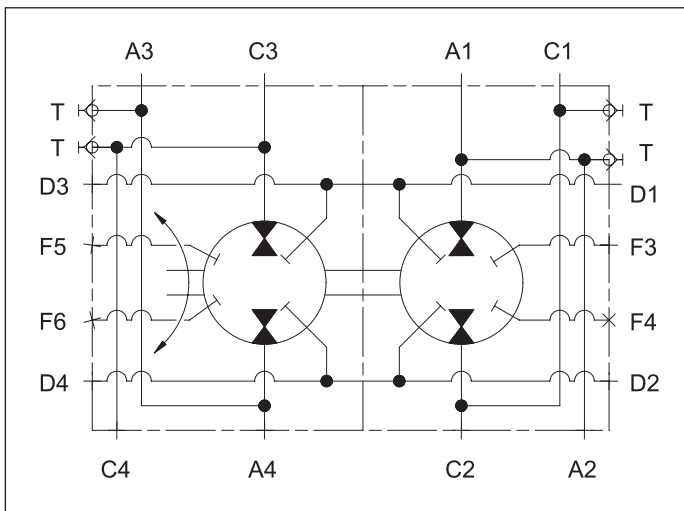 A3 C3 A1 C1
T T
T T
D3 D1
F5 F3
F6 F4
D4 D2
C4 A4 C2 A2